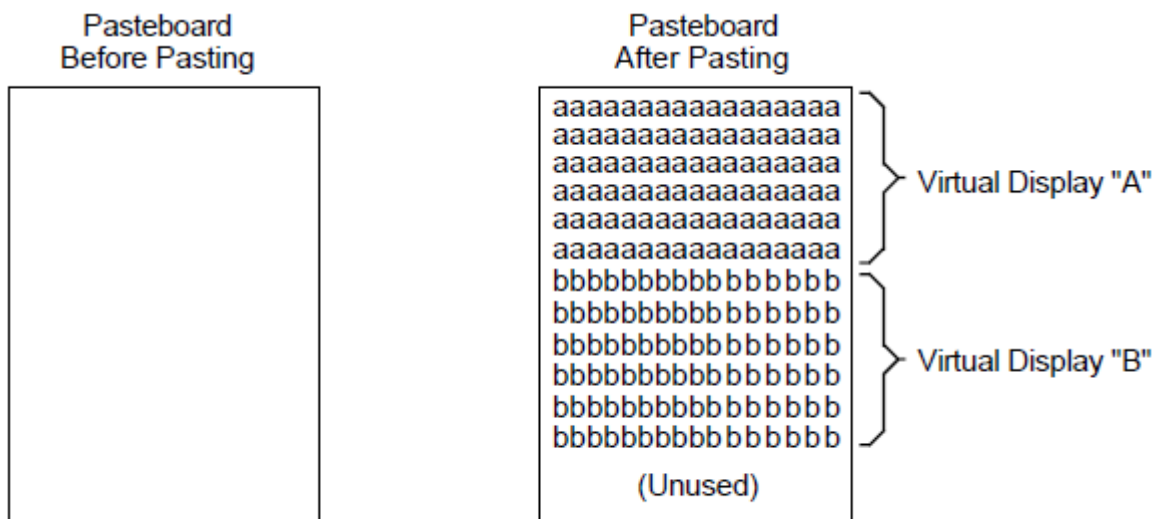 Pasteboard
Before Pasting
Pasteboard
After Pasting
aaaaaaaaaaaaaaaaa
aaaaaaaaaaaaaaaaa
aaaaaaaaaaaaaaaaa
aaaaaaaaaaaaaaaaa
aaaaaaaaaaaaaaaaa
aaaaaaaaaaaaaaaaa
Virtual Display "A"
bbbbbbbbbbbbbbbb
bbbbbbbbbbbbbbbb
bbbbbbbbbbbbbbbb
bbbbbbbbbbbbbbbb
bbbbbbbbbbbbbbbb
bbbbbbbbbbbbbbbb
Virtual Display "B"
(Unused)